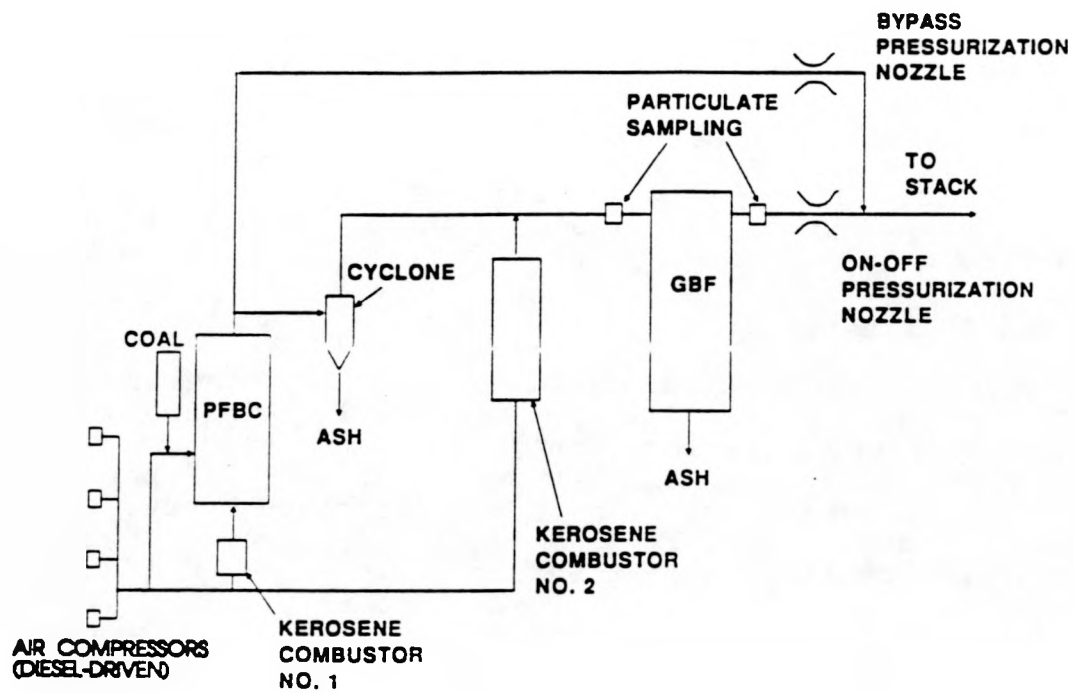 BYPASS
PRESSURIZATION
NOZZLE
PARTICULATE
SAMPLING
TO
STACK
CYCLONE
GBF
ON-OFF
PRESSURIZATION
NOZZLE
COAL
PFBC
ASH
ASH
KEROSENE
COMBUSTOR
NO. 2
AIR COMPRESSORS
(DIESEL-DRIVEN)
KEROSENE
COMBUSTOR
NO. 1